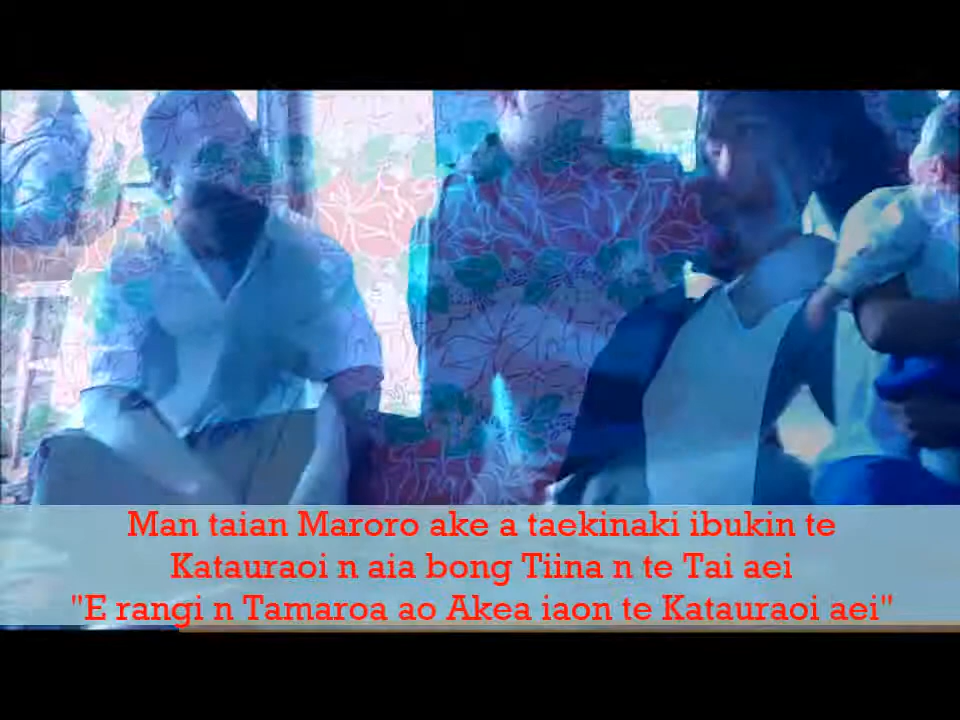 Man taian Maroro ake a taekinaki ibukin te
Katauraoi n aia bong Tiina n te Tai aei
"E rangi n Tamaroa ao Akea iaon te Katauraoi aei"